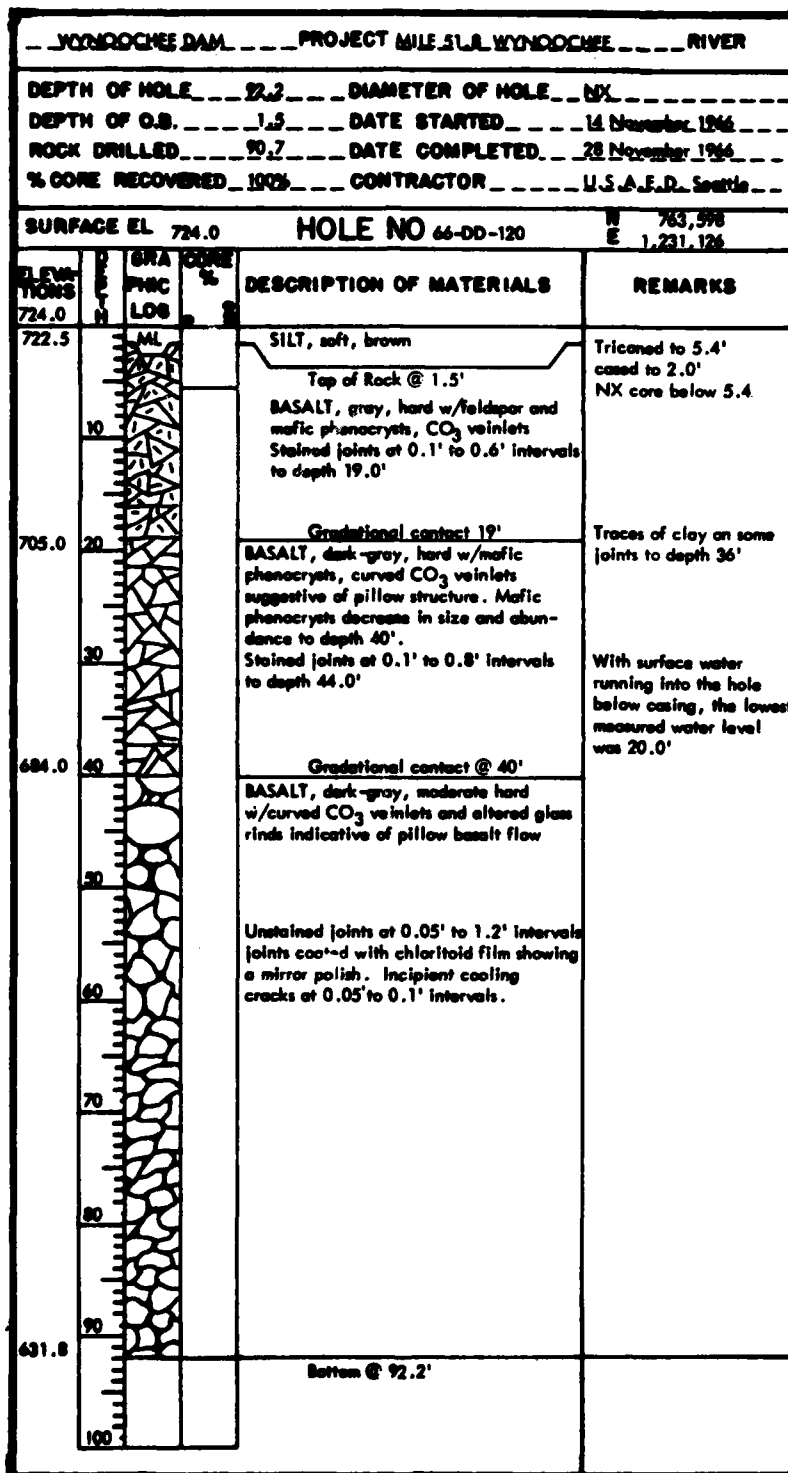 WYNOOCHEE DAM PROJECT MILE 51.8 WYNOOCHEE RIVER
DEPTH OF HOLE 92.2 DIAMETER OF HOLE NX
DEPTH OF O.B. 1.5 DATE STARTED 14 November 1966
ROCK DRILLED 90.7 DATE COMPLETED 28 November 1966
% CORE RECOVERED 100% CONTRACTOR U.S.A.E.D. Seattle
SURFACE EL 724.0 HOLE NO 66-DD-120 N 763,598
E 1,231,126
ELEVATIONS DEPTH GRAPHIC LOG CORE % DESCRIPTION OF MATERIALS REMARKS
724.0
722.5 ML SILT, soft, brown
Top of Rock @ 1.5'
BASALT, gray, hard w/feldspar and
mafic phenocrysts, CO3 veinlets
Stained joints at 0.1' to 0.6' intervals
to depth 19.0'
Triconed to 5.4'
cased to 2.0'
NX core below 5.4
10
Gradational contact 19'
705.0 20
BASALT, dark-gray, hard w/mafic
phenocrysts, curved CO3 veinlets
suggestive of pillow structure. Mafic
phenocrysts decrease in size and abun-
dance to depth 40'.
Stained joints at 0.1' to 0.8' intervals
to depth 44.0'
Traces of clay on some
joints to depth 36'
30
With surface water
running into the hole
below casing, the lowest
measured water level
was 20.0'
684.0 40 Gradational contact @ 40'
BASALT, dark-gray, moderate hard
w/curved CO3 veinlets and altered glass
rinds indicative of pillow basalt flow
50
Unstained joints at 0.05' to 1.2' intervals
joints coated with chloritoid film showing
a mirror polish. Incipient cooling
cracks at 0.05'to 0.1' intervals.
60
70
80
90
631.8
Bottom @ 92.2'
100